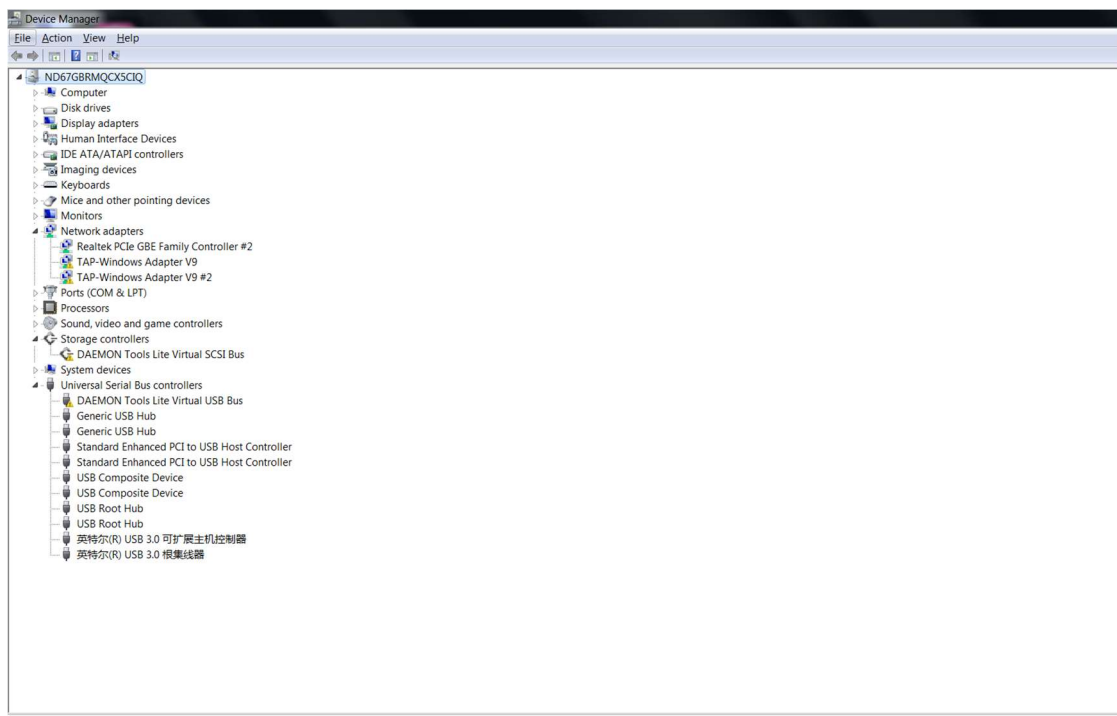 Device Manager
File Action View Help
ND67GBRMQCX5CIQ
Computer
Disk drives
Display adapters
Human Interface Devices
IDE ATA/ATAPI controllers
Imaging devices
Keyboards
Mice and other pointing devices
Monitors
Network adapters
Realtek PCIe GBE Family Controller #2
TAP-Windows Adapter V9
TAP-Windows Adapter V9 #2
Ports (COM & LPT)
Processors
Sound, video and game controllers
Storage controllers
DAEMON Tools Lite Virtual SCSI Bus
System devices
Universal Serial Bus controllers
DAEMON Tools Lite Virtual USB Bus
Generic USB Hub
Generic USB Hub
Standard Enhanced PCI to USB Host Controller
Standard Enhanced PCI to USB Host Controller
USB Composite Device
USB Composite Device
USB Root Hub
USB Root Hub
英特尔(R) USB 3.0 可扩展主机控制器
英特尔(R) USB 3.0 根集线器